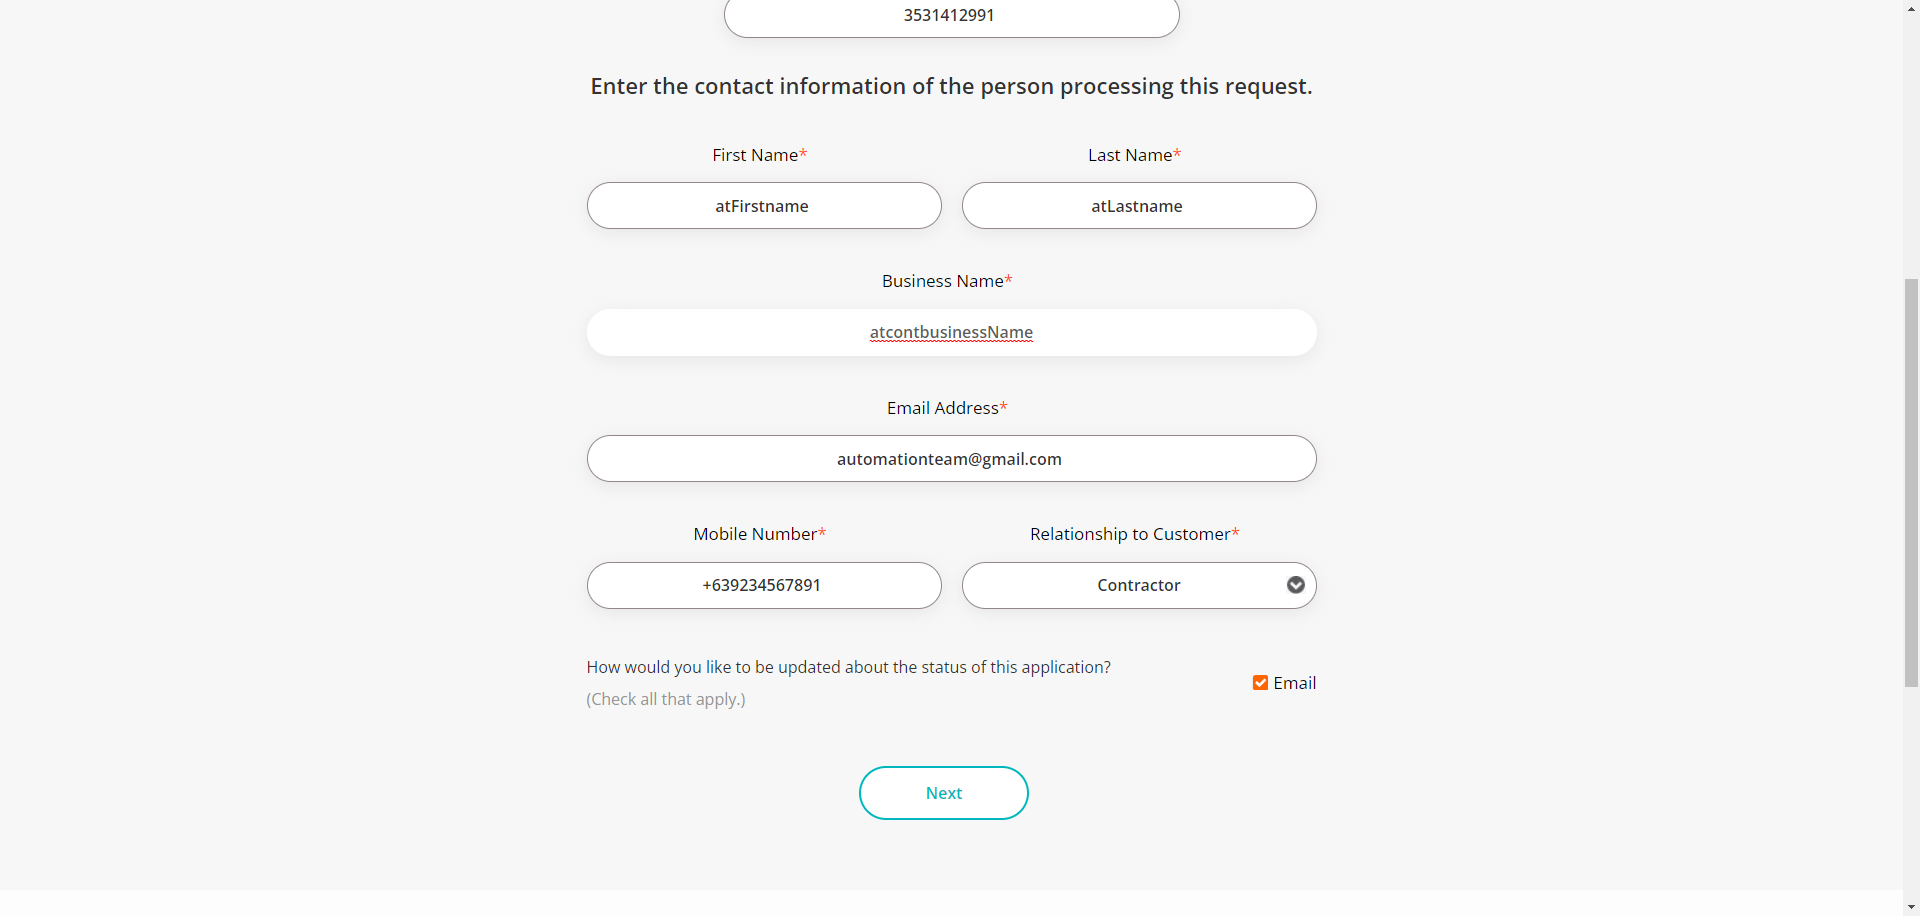 3531412991
Enter the contact information of the person processing this request.
First Name* Last Name*
atFirstname atLastname
Business Name*
atcontbusinessName
Email Address*
automationteam@gmail.com
Mobile Number* Relationship to Customer*
+639234567891 Contractor
How would you like to be updated about the status of this application?
(Check all that apply.)
Email
Next